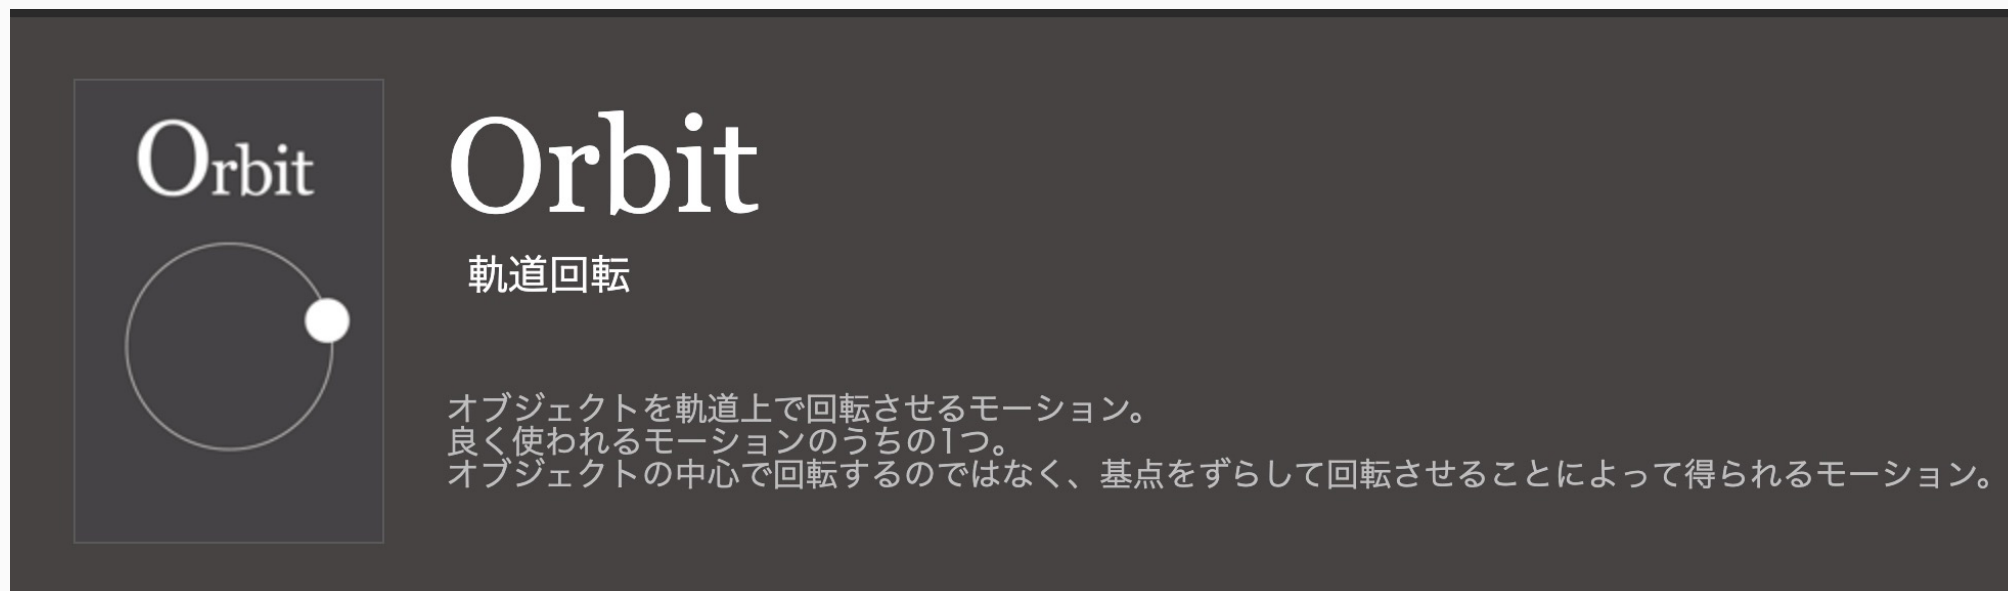 Orbit
Orbit
軌道回転
オブジェクトを軌道上で回転させるモーション。
良く使われるモーションのうちの1つ。
オブジェクトの中心で回転するのではなく、基点をずらして回転させることによって得られるモーション。